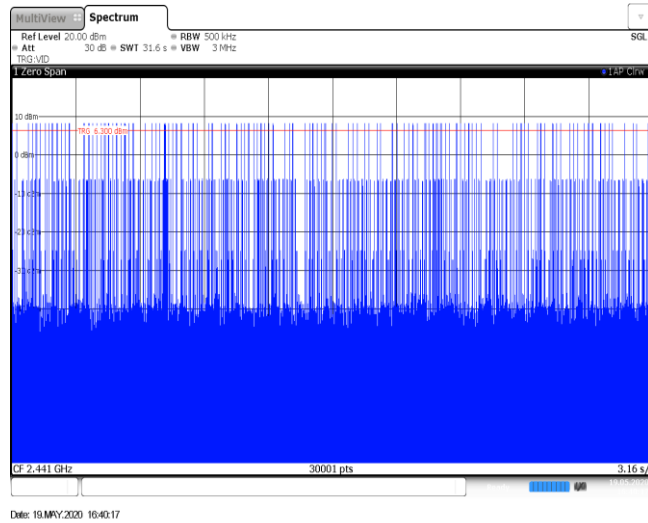 MultiView Spectrum
Ref Level 20.00 dBm RBW 500 kHz SGL
Att 30 dB SWT 31.6 s VBW 3 MHz
TRG:VID
1 Zero Span 1AP Clrw
10 dBm
TRG 6.300 dBm
0 dBm
CF 2.441 GHz 30001 pts 3.16 s/
Date: 19.MAY.2020 16:40:17